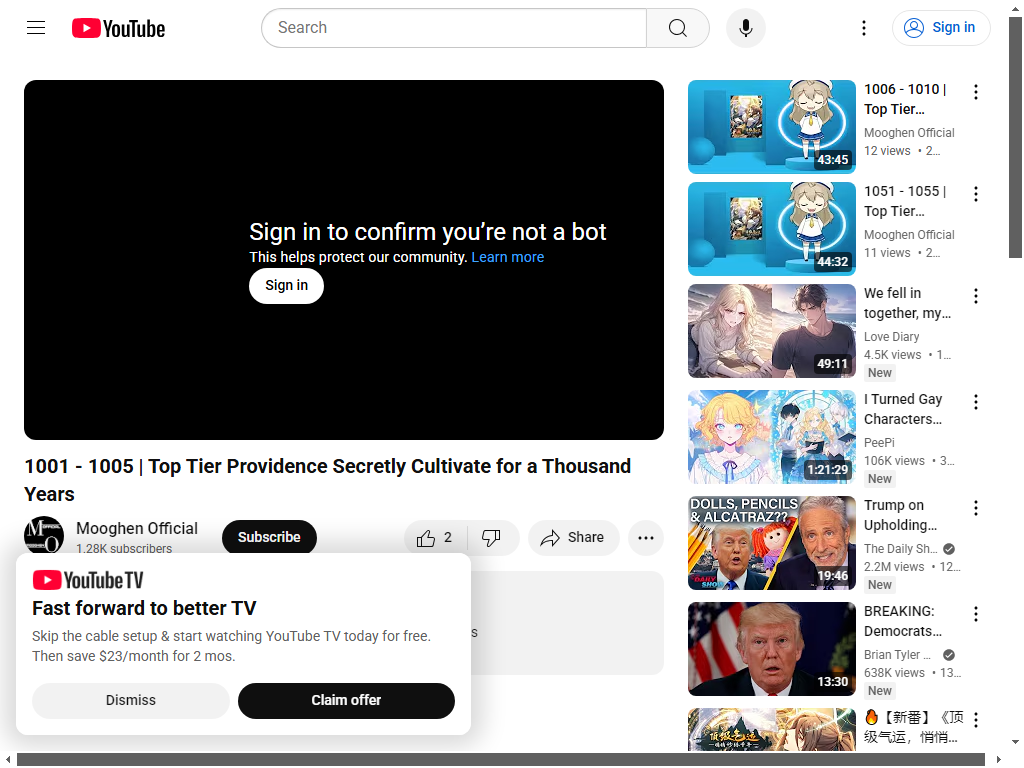 YouTube
Search
Sign in
Sign in to confirm you’re not a bot
This helps protect our community. Learn more
Sign in
1001 - 1005 | Top Tier Providence Secretly Cultivate for a Thousand
Years
Mooghen Official
1.28K subscribers
Subscribe
2
Share
s
YouTube TV
Fast forward to better TV
Skip the cable setup & start watching YouTube TV today for free.
Then save $23/month for 2 mos.
Dismiss
Claim offer
43:45
1006 - 1010 |
Top Tier…
Mooghen Official
12 views • 2…
44:32
1051 - 1055 |
Top Tier…
Mooghen Official
11 views • 2…
49:11
We fell in
together, my…
Love Diary
4.5K views • 1…
New
1:21:29
I Turned Gay
Characters…
PeePi
106K views • 3…
New
DOLLS, PENCILS
& ALCATRAZ??
19:46
Trump on
Upholding…
The Daily Sh…
2.2M views • 12…
New
13:30
BREAKING:
Democrats…
Brian Tyler …
638K views • 13…
New
顶级气运
🔥【新番】《顶
级气运，悄悄…